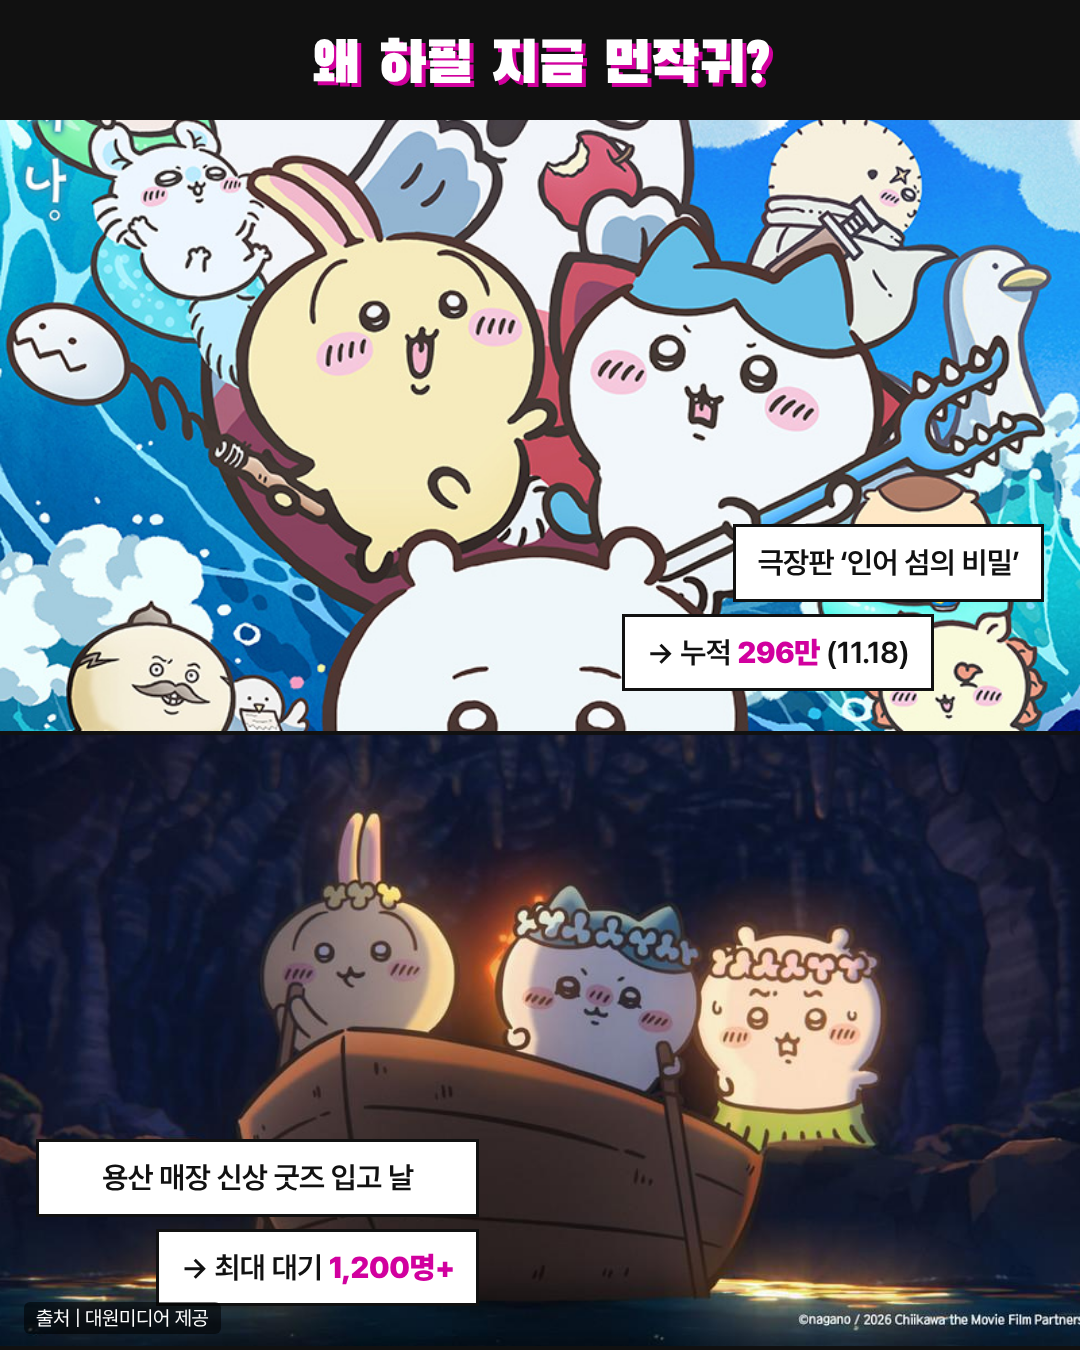 왜 하필 지금 먼작귀?
나。
극장판 ‘인어 섬의 비밀’
→ 누적 296만 (11.18)
용산 매장 신상 굿즈 입고 날
→ 최대 대기 1,200명+
출처 | 대원미디어 제공
©nagano / 2026 Chiikawa the Movie Film Partners